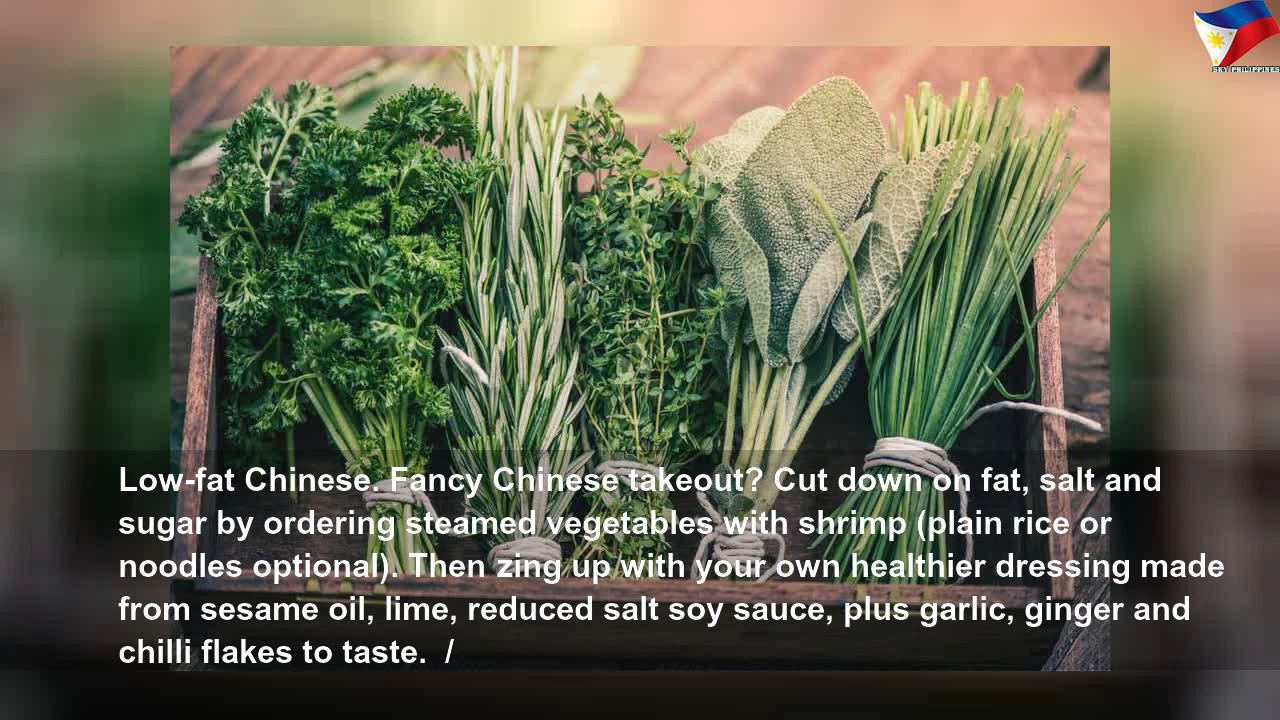 SKY PHILIPPINES
Low-fat Chinese. Fancy Chinese takeout? Cut down on fat, salt and
sugar by ordering steamed vegetables with shrimp (plain rice or
noodles optional). Then zing up with your own healthier dressing made
from sesame oil, lime, reduced salt soy sauce, plus garlic, ginger and
chilli flakes to taste.  /